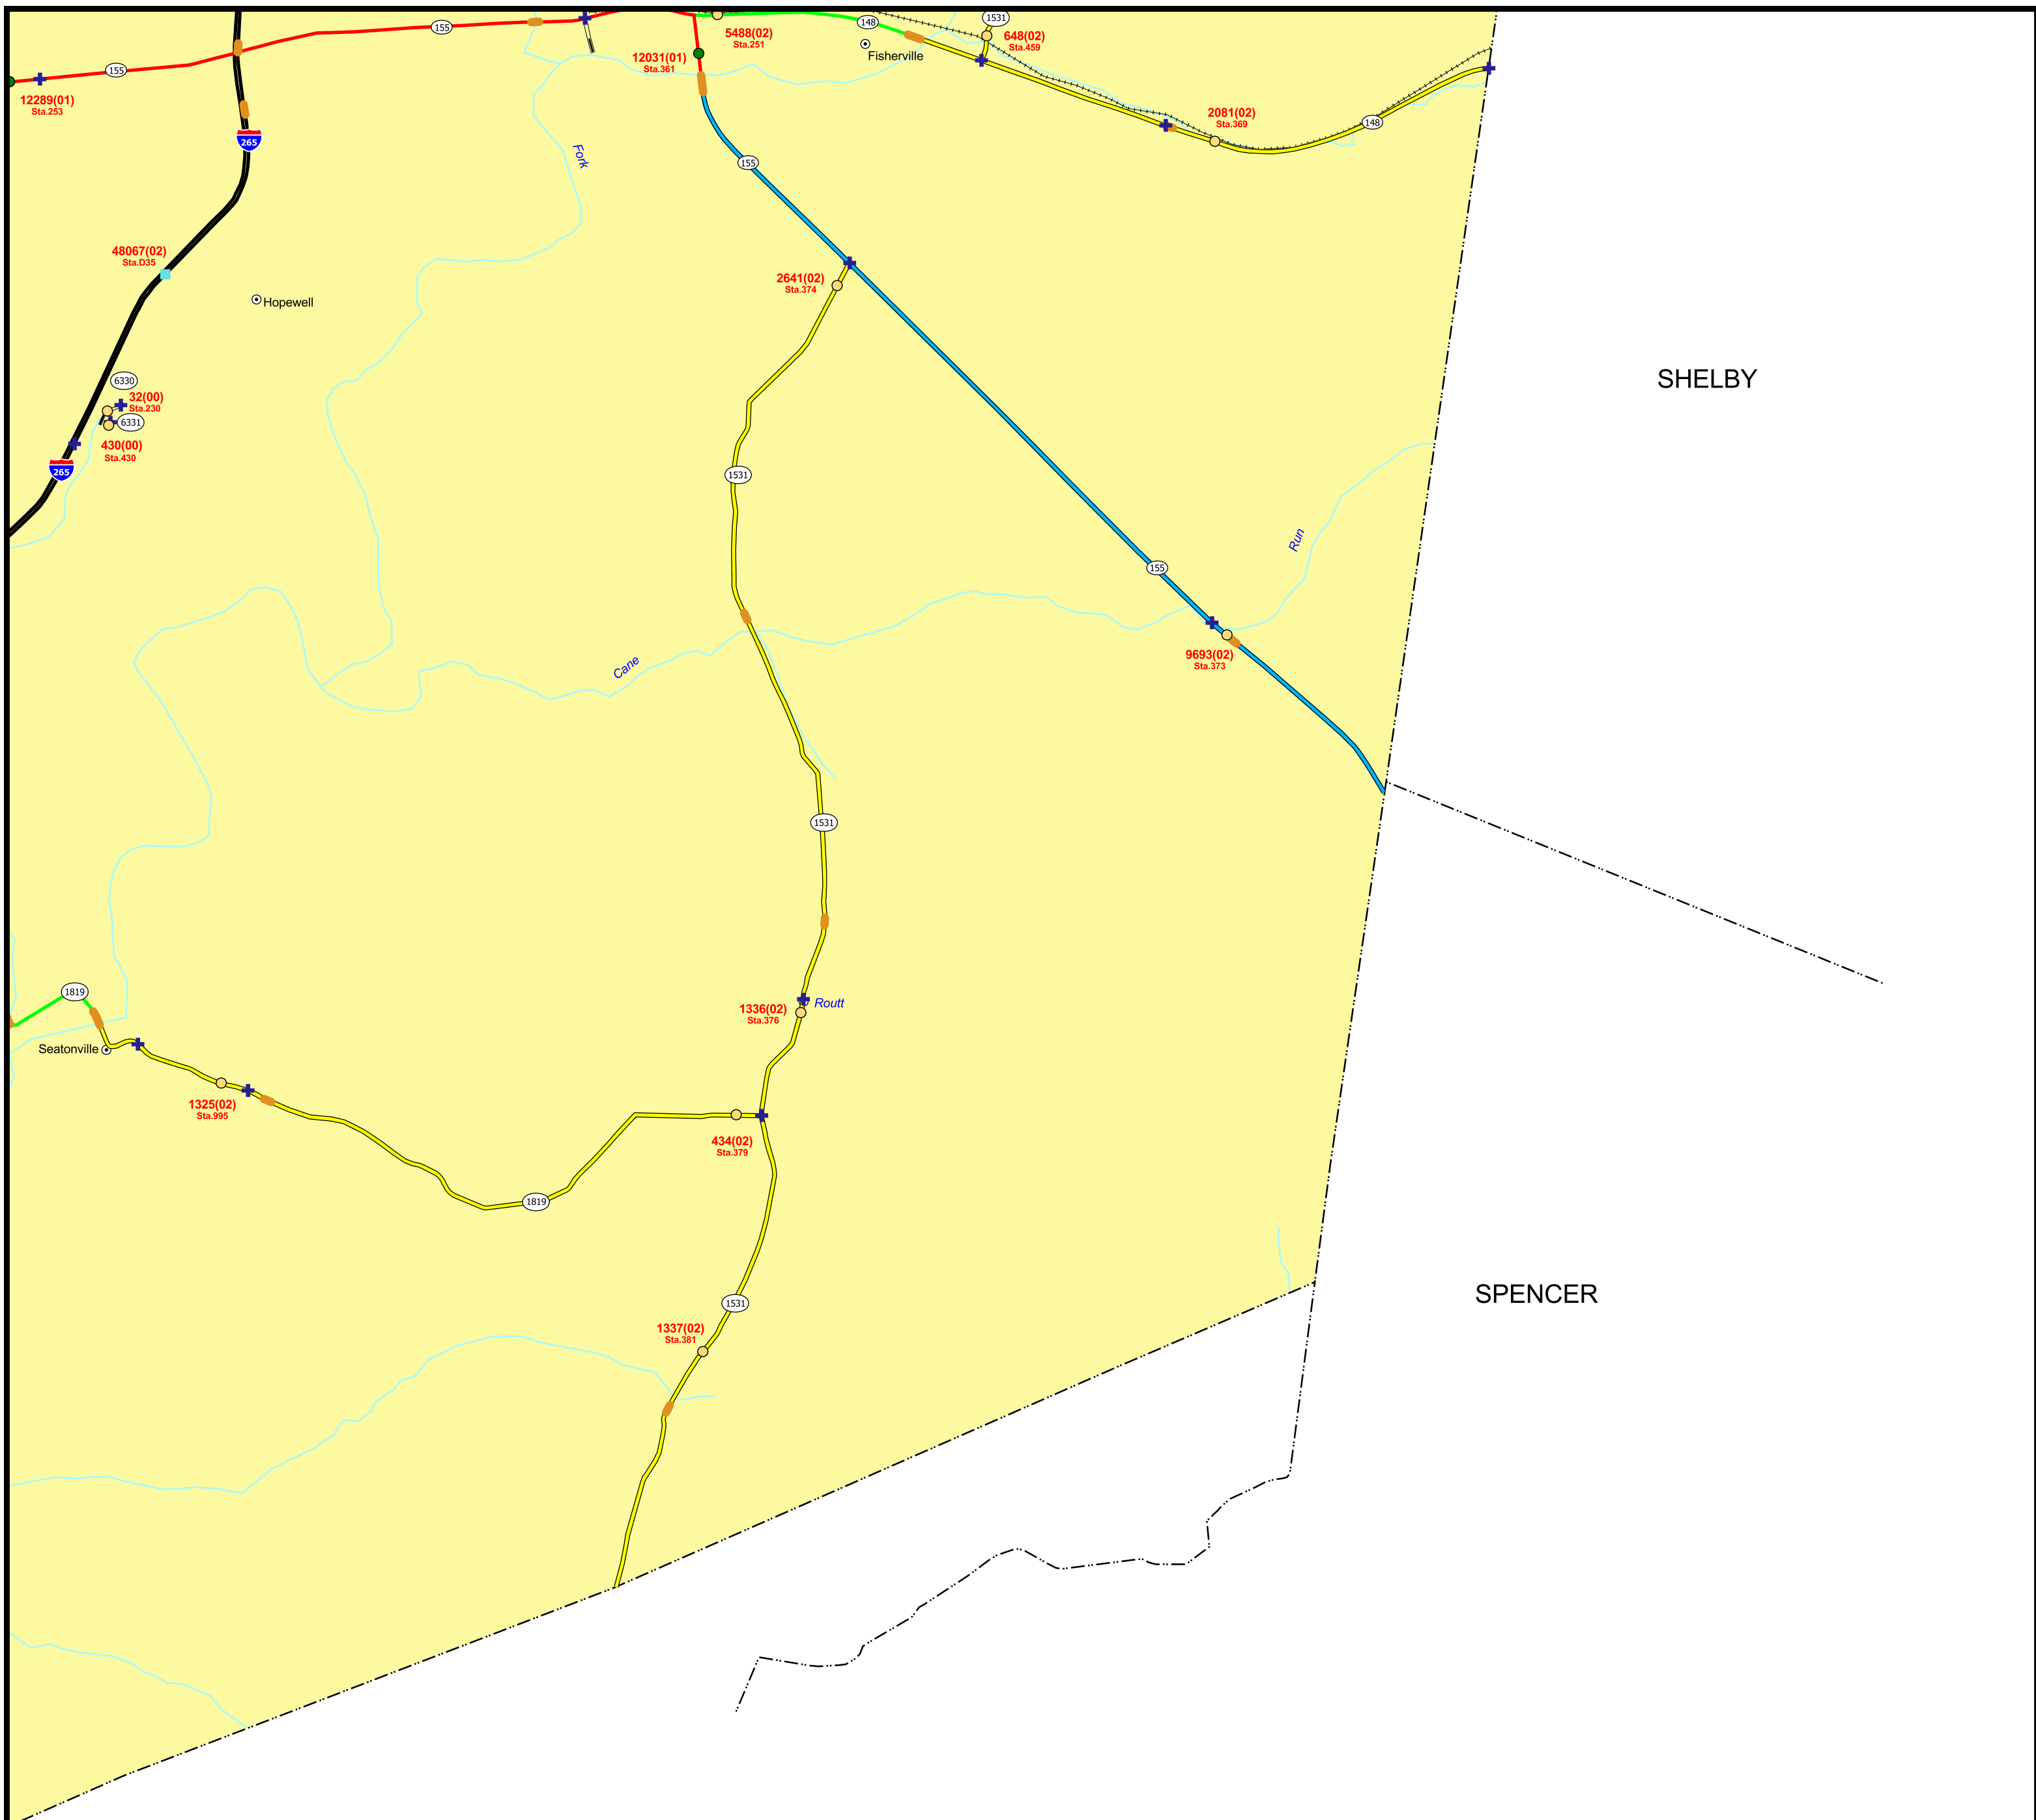 155
155
12289(01)
Sta.253
265
12031(01)
Sta.361
5488(02)
Sta.251
148
Fisherville
1531
648(02)
Sta.459
2081(02)
Sta.369
148
Fork
155
48067(02)
Sta.D35
Hopewell
2641(02)
Sta.374
SHELBY
6330
32(00)
Sta.230
6331
430(00)
Sta.430
265
1531
Run
155
Cane
9693(02)
Sta.373
1531
1819
Routt
1336(02)
Sta.376
Seatonville
1325(02)
Sta.995
434(02)
Sta.379
1819
SPENCER
1531
1337(02)
Sta.381